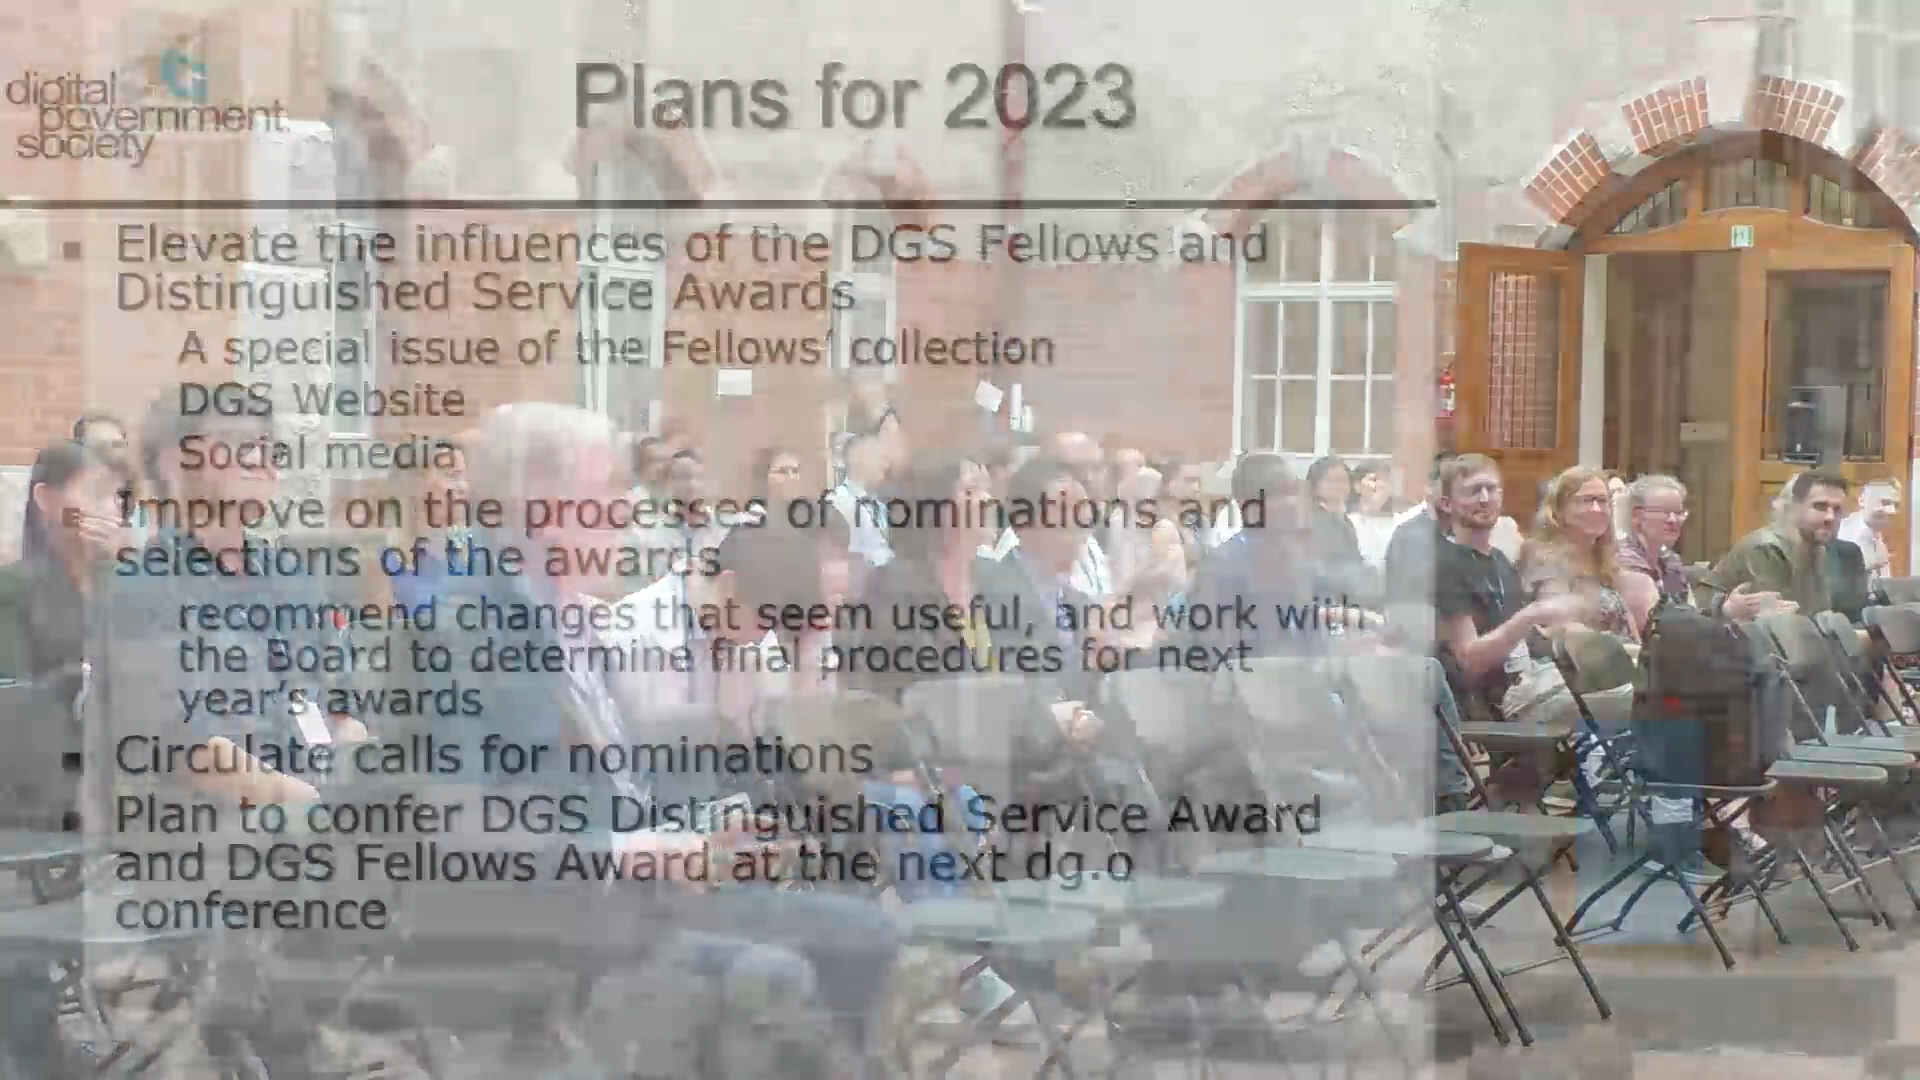 digital
government
society
Plans for 2023
Elevate the influences of the DGS Fellows and
Distinguished Service Awards
A special issue of the Fellows' collection
DGS Website
Social media
Improve on the processes of nominations and
selections of the awards
recommend changes that seem useful, and work with
the Board to determine final procedures for next
year's awards
Circulate calls for nominations
Plan to confer DGS Distinguished Service Award
and DGS Fellows Award at the next dg.o
conference